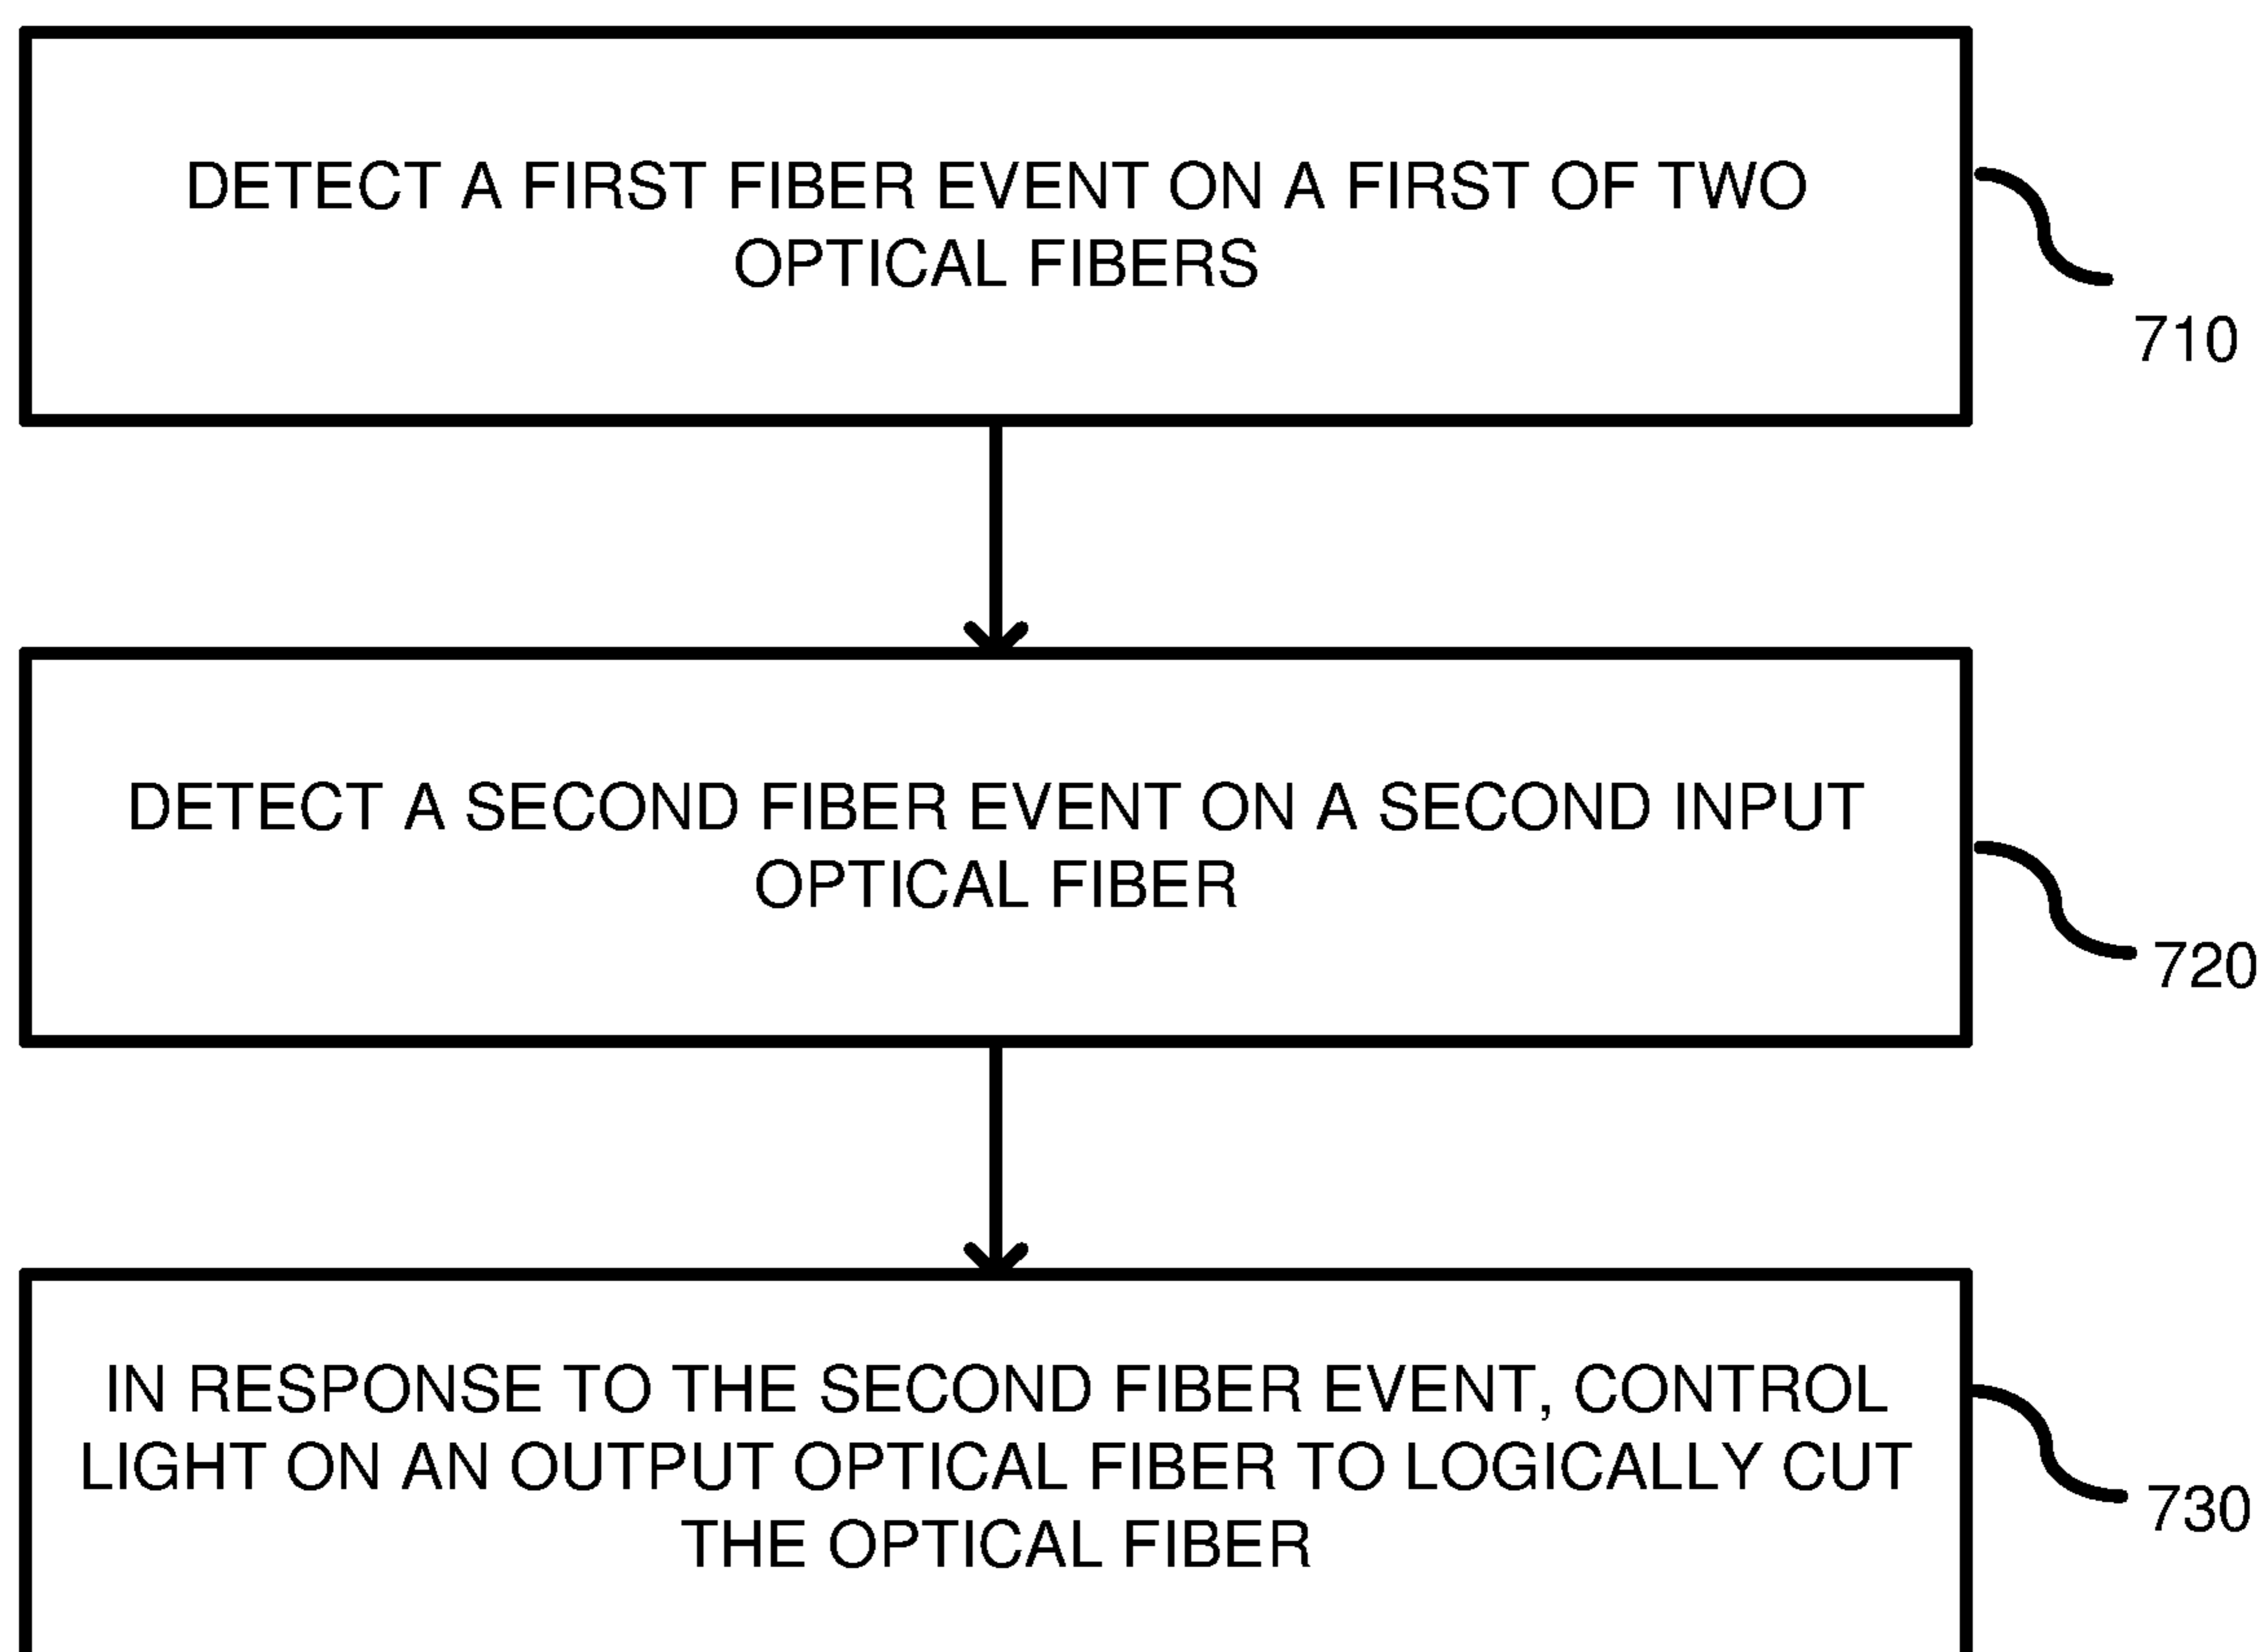 DETECT A FIRST FIBER EVENT ON A FIRST OF TWO
OPTICAL FIBERS
710
DETECT A SECOND FIBER EVENT ON A SECOND INPUT
OPTICAL FIBER
720
IN RESPONSE TO THE SECOND FIBER EVENT, CONTROL
LIGHT ON AN OUTPUT OPTICAL FIBER TO LOGICALLY CUT
THE OPTICAL FIBER
730